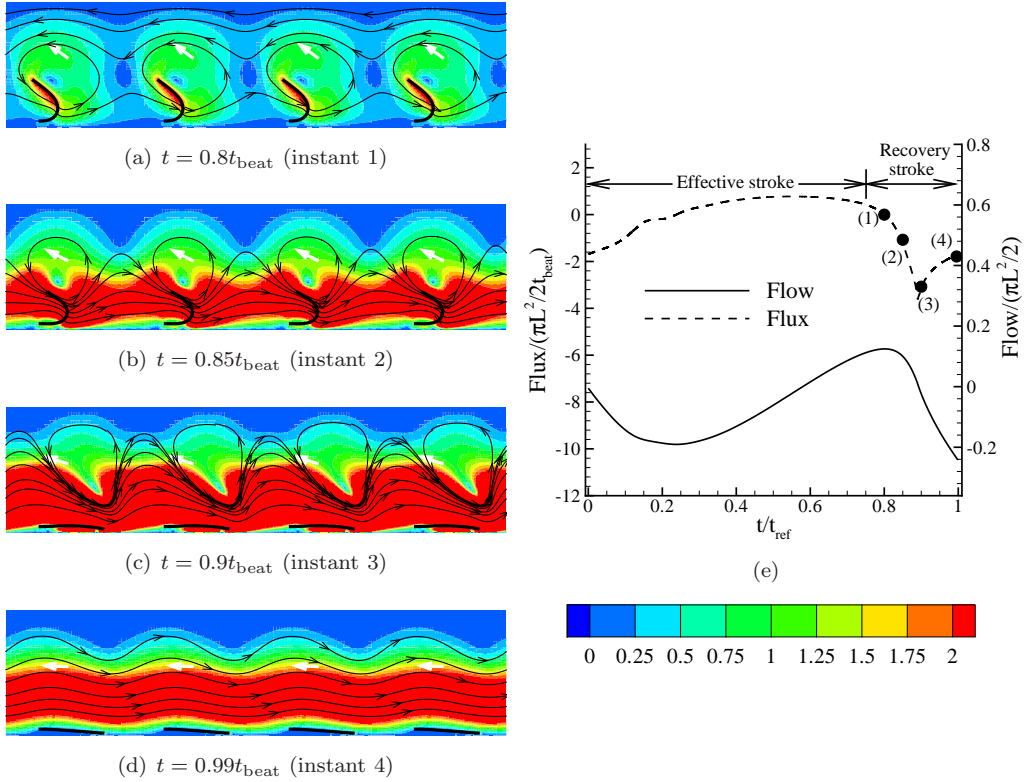 (a) t = 0.8t_beat (instant 1)
(b) t = 0.85t_beat (instant 2)
(c) t = 0.9t_beat (instant 3)
(d) t = 0.99t_beat (instant 4)
Flux/(πL²/2t_beat)
2
0
-2
-4
-6
-8
-10
-12
Effective stroke
Recovery
stroke
(1)
(2)
(3)
(4)
Flow
Flux
0.8
0.6
0.4
0.2
0
-0.2
Flow/(πL²/2)
0 0.2 0.4 0.6 0.8 1
t/t_ref
(e)
0 0.25 0.5 0.75 1 1.25 1.5 1.75 2